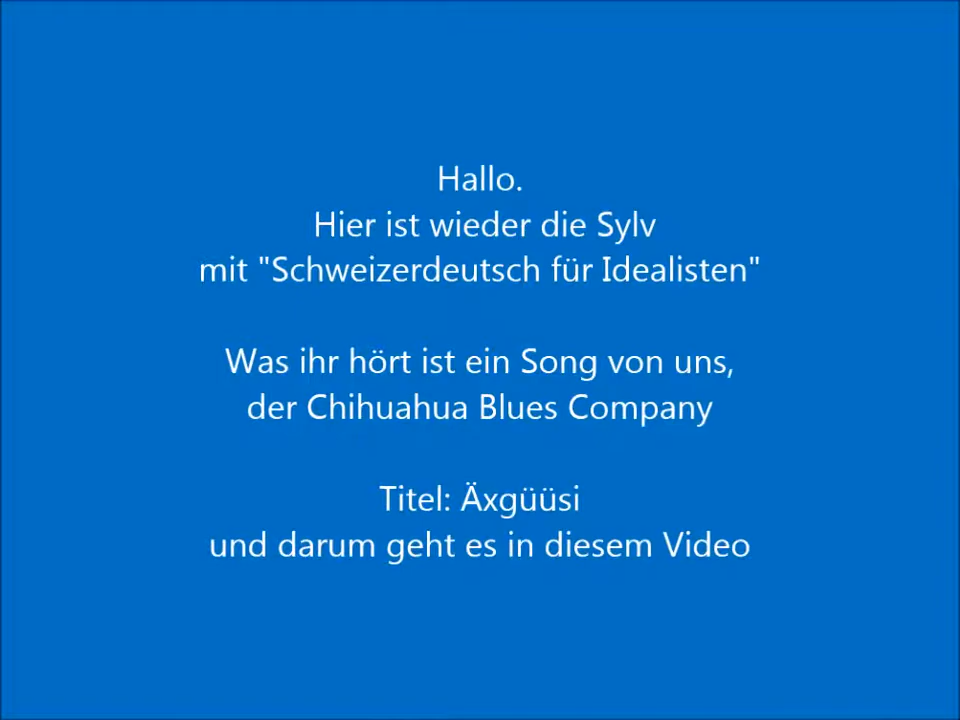 Hallo.
Hier ist wieder die Sylv
mit "Schweizerdeutsch für Idealisten"
Was ihr hört ist ein Song von uns,
der Chihuahua Blues Company
Titel: Äxgüüsi
und darum geht es in diesem Video